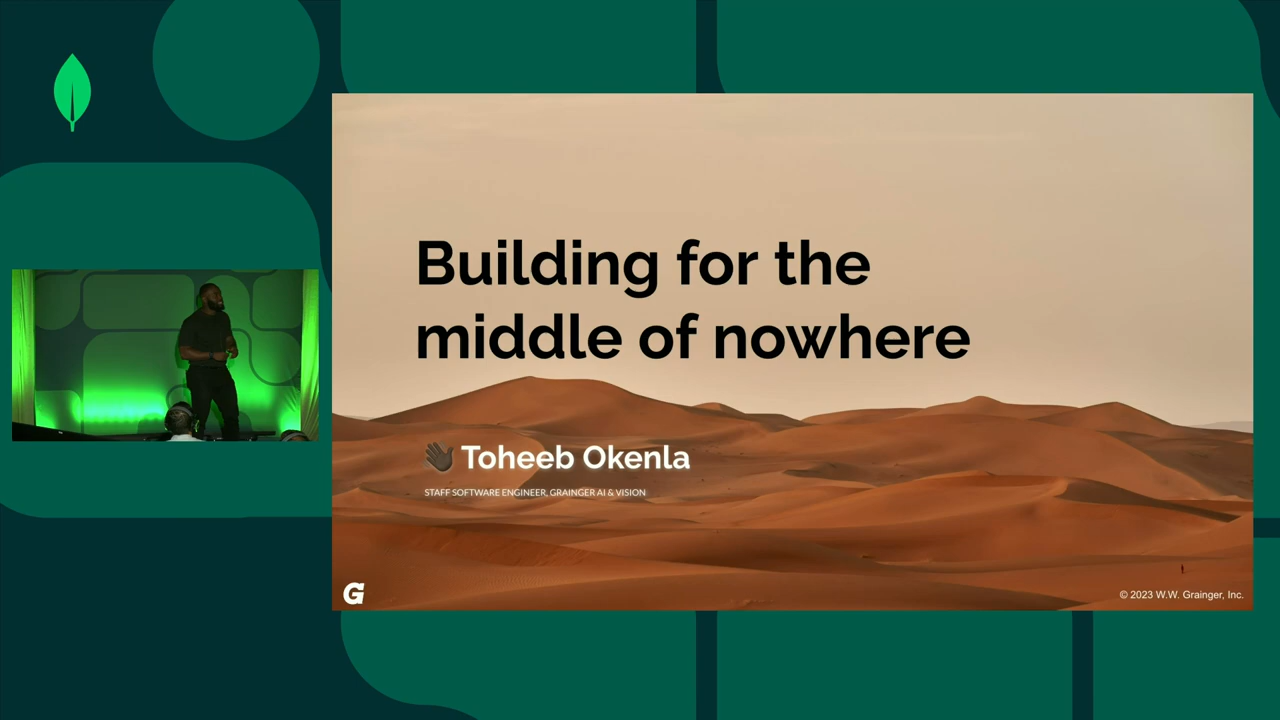 Building for the
middle of nowhere
👋🏿 Toheeb Okenla
STAFF SOFTWARE ENGINEER, GRAINGER AI & VISION
G
© 2023 W.W. Grainger, Inc.